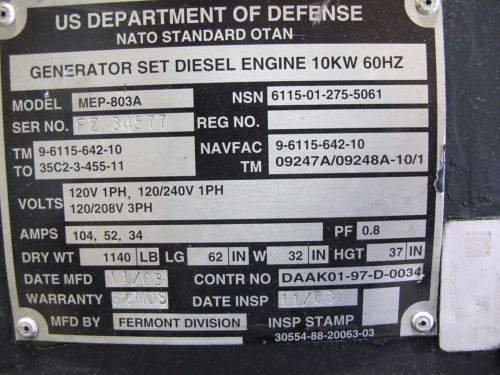 US DEPARTMENT OF DEFENSE
NATO STANDARD OTAN
GENERATOR SET DIESEL ENGINE 10KW 60HZ
MODEL MEP-803A NSN 6115-01-275-5061
SER NO. FZ 34577 REG NO.
TM 9-6115-642-10 NAVFAC 9-6115-642-10
TO 35C2-3-455-11 TM 09247A/09248A-10/1
VOLTS 120V 1PH, 120/240V 1PH
120/208V 3PH
AMPS 104, 52, 34 PF 0.8
DRY WT 1140 LB LG 62 IN W 32 IN HGT 37 IN
DATE MFD 11/03 CONTR NO DAAK01-97-D-0034
WARRANTY MOS DATE INSP 11/03
MFD BY FERMONT DIVISION INSP STAMP
30554-88-20063-03